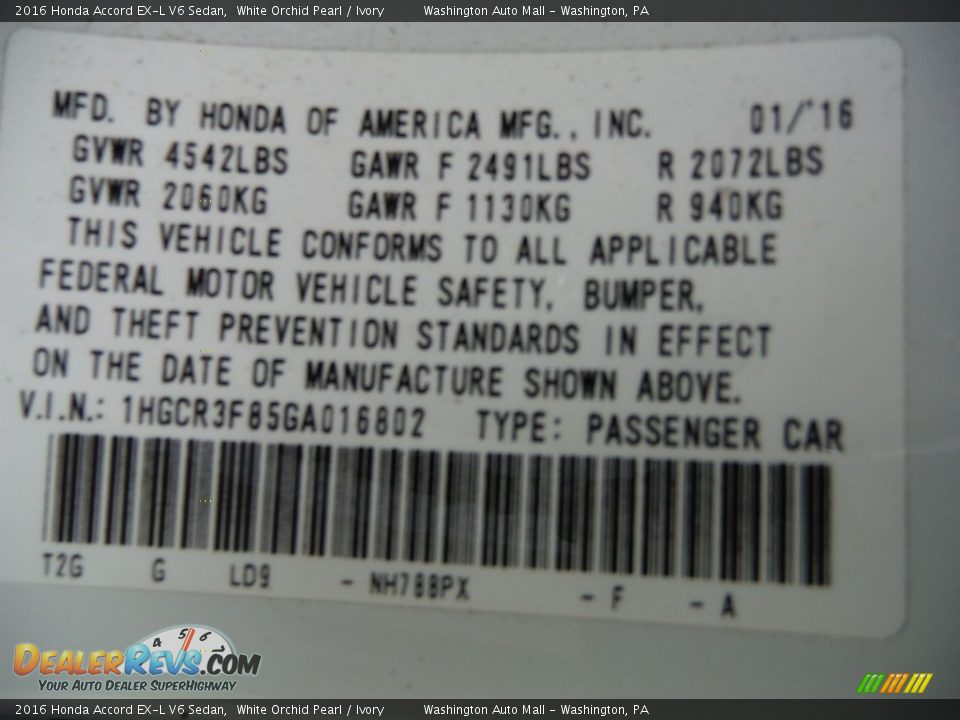 2016 Honda Accord EX-L V6 Sedan,  White Orchid Pearl / Ivory    Washington Auto Mall - Washington, PA
MFD. BY HONDA OF AMERICA MFG., INC. 01/'16
GVWR 4542LBS GAWR F 2491LBS R 2072LBS
GVWR 2060KG GAWR F 1130KG R 940KG
THIS VEHICLE CONFORMS TO ALL APPLICABLE
FEDERAL MOTOR VEHICLE SAFETY, BUMPER,
AND THEFT PREVENTION STANDARDS IN EFFECT
ON THE DATE OF MANUFACTURE SHOWN ABOVE.
V.I.N.: 1HGCR3F85GA016802 TYPE: PASSENGER CAR
T2G G LD9 - NH788PX - F - A
4 5 6
DEALERREVS.COM
YOUR AUTO DEALER SUPERHIGHWAY
2016 Honda Accord EX-L V6 Sedan,  White Orchid Pearl / Ivory    Washington Auto Mall - Washington, PA